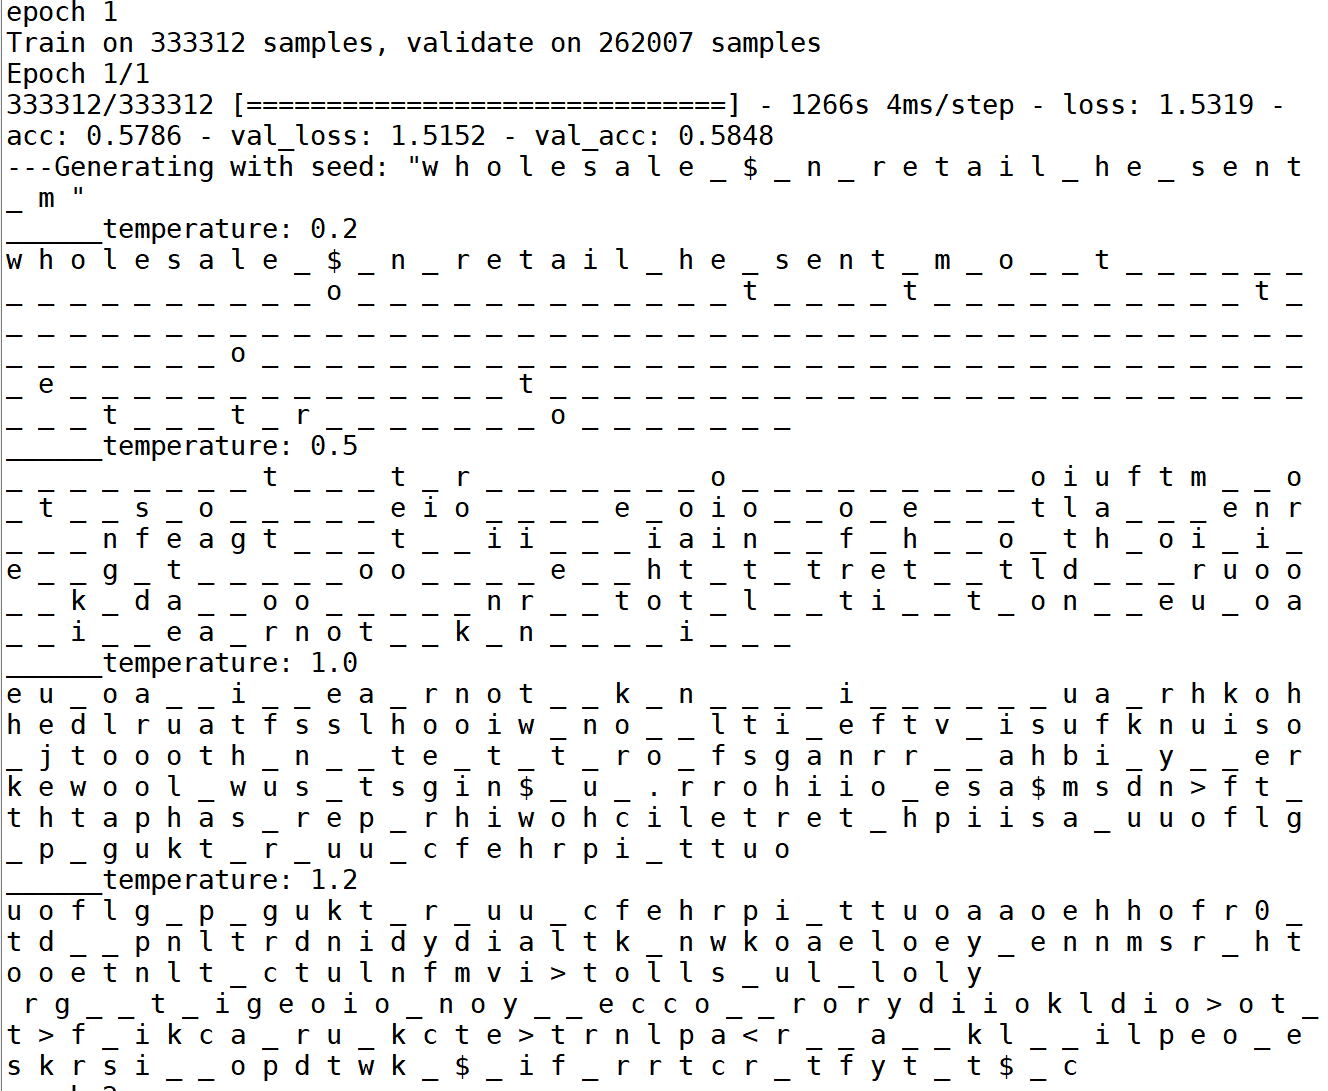 epoch 1
Train on 333312 samples, validate on 262007 samples
Epoch 1/1
333312/333312 [==============================] - 1266s 4ms/step - loss: 1.5319 -
acc: 0.5786 - val_loss: 1.5152 - val_acc: 0.5848
---Generating with seed: "w h o l e s a l e _ $ _ n _ r e t a i l _ h e _ s e n t
_ m "
______temperature: 0.2
w h o l e s a l e _ $ _ n _ r e t a i l _ h e _ s e n t _ m _ o _ _ t _ _ _ _ _ _
_ _ _ _ _ _ _ _ _ _ o _ _ _ _ _ _ _ _ _ _ _ _ t _ _ _ _ t _ _ _ _ _ _ _ _ _ _ t _
_ _ _ _ _ _ _ _ _ _ _ _ _ _ _ _ _ _ _ _ _ _ _ _ _ _ _ _ _ _ _ _ _ _ _ _ _ _ _ _ _
_ _ _ _ _ _ _ o _ _ _ _ _ _ _ _ _ _ _ _ _ _ _ _ _ _ _ _ _ _ _ _ _ _ _ _ _ _ _ _ _
_ e _ _ _ _ _ _ _ _ _ _ _ _ _ _ t _ _ _ _ _ _ _ _ _ _ _ _ _ _ _ _ _ _ _ _ _ _ _ _
_ _ _ t _ _ _ t _ r _ _ _ _ _ _ _ o _ _ _ _ _ _ _
______temperature: 0.5
_ _ _ _ _ _ _ _ t _ _ _ t _ r _ _ _ _ _ _ _ o _ _ _ _ _ _ _ _ _ o i u f t m _ _ o
_ t _ _ s _ o _ _ _ _ _ e i o _ _ _ _ e _ o i o _ _ o _ e _ _ _ t l a _ _ _ e n r
_ _ _ n f e a g t _ _ _ t _ _ i i _ _ _ i a i n _ _ f _ h _ _ o _ t h _ o i _ i _
e _ _ g _ t _ _ _ _ _ o o _ _ _ _ e _ _ h t _ t _ t r e t _ _ t l d _ _ _ r u o o
_ _ k _ d a _ _ o o _ _ _ _ _ n r _ _ t o t _ l _ _ t i _ _ t _ o n _ _ e u _ o a
_ _ i _ _ e a _ r n o t _ _ k _ n _ _ _ _ i _ _ _
______temperature: 1.0
e u _ o a _ _ i _ _ e a _ r n o t _ _ k _ n _ _ _ _ i _ _ _ _ _ _ u a _ r h k o h
h e d l r u a t f s s l h o o i w _ n o _ _ l t i _ e f t v _ i s u f k n u i s o
_ j t o o o t h _ n _ _ t e _ t _ t _ r o _ f s g a n r r _ _ a h b i _ y _ _ e r
k e w o o l _ w u s _ t s g i n $ _ u _ . r r o h i i o _ e s a $ m s d n > f t _
t h t a p h a s _ r e p _ r h i w o h c i l e t r e t _ h p i i s a _ u u o f l g
_ p _ g u k t _ r _ u u _ c f e h r p i _ t t u o
______temperature: 1.2
u o f l g _ p _ g u k t _ r _ u u _ c f e h r p i _ t t u o a a o e h h o f r 0 _
t d _ _ p n l t r d n i d y d i a l t k _ n w k o a e l o e y _ e n n m s r _ h t
o o e t n l t _ c t u l n f m v i > t o l l s _ u l _ l o l y
r g _ _ t _ i g e o i o _ n o y _ _ e c c o _ _ r o r y d i i o k l d i o > o t _
t > f _ i k c a _ r u _ k c t e > t r n l p a < r _ _ a _ _ k l _ _ i l p e o _ e
s k r s i _ _ o p d t w k _ $ _ i f _ r r t c r _ t f y t _ t $ _ c